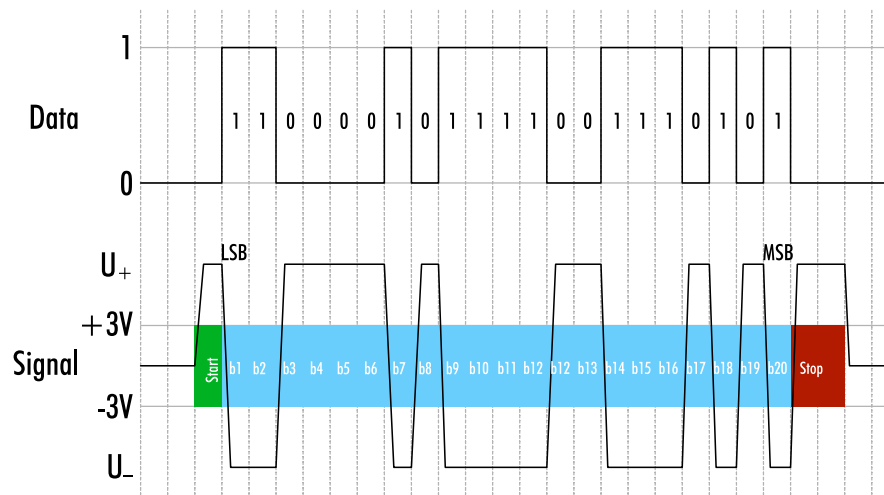 1
Data
1 1 0 0 0 0 1 0 1 1 1 1 0 0 1 1 1 0 1 0 1
0
LSB
MSB
U+
+3V
Signal
Start b1 b2 b3 b4 b5 b6 b7 b8 b9 b10 b11 b12 b12 b13 b14 b15 b16 b17 b18 b19 b20 Stop
-3V
U−